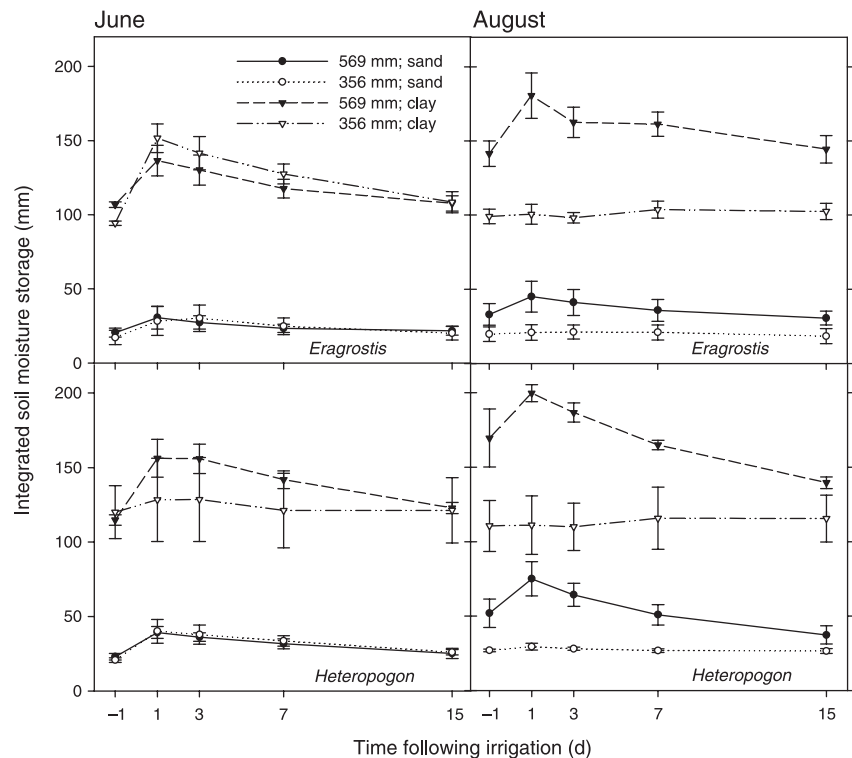 June
August
569 mm; sand
356 mm; sand
569 mm; clay
356 mm; clay
200
150
100
50
0
Eragrostis
Eragrostis
200
150
100
50
0
Heteropogon
Heteropogon
–1 1 3 7 15
–1 1 3 7 15
Integrated soil moisture storage (mm)
Time following irrigation (d)